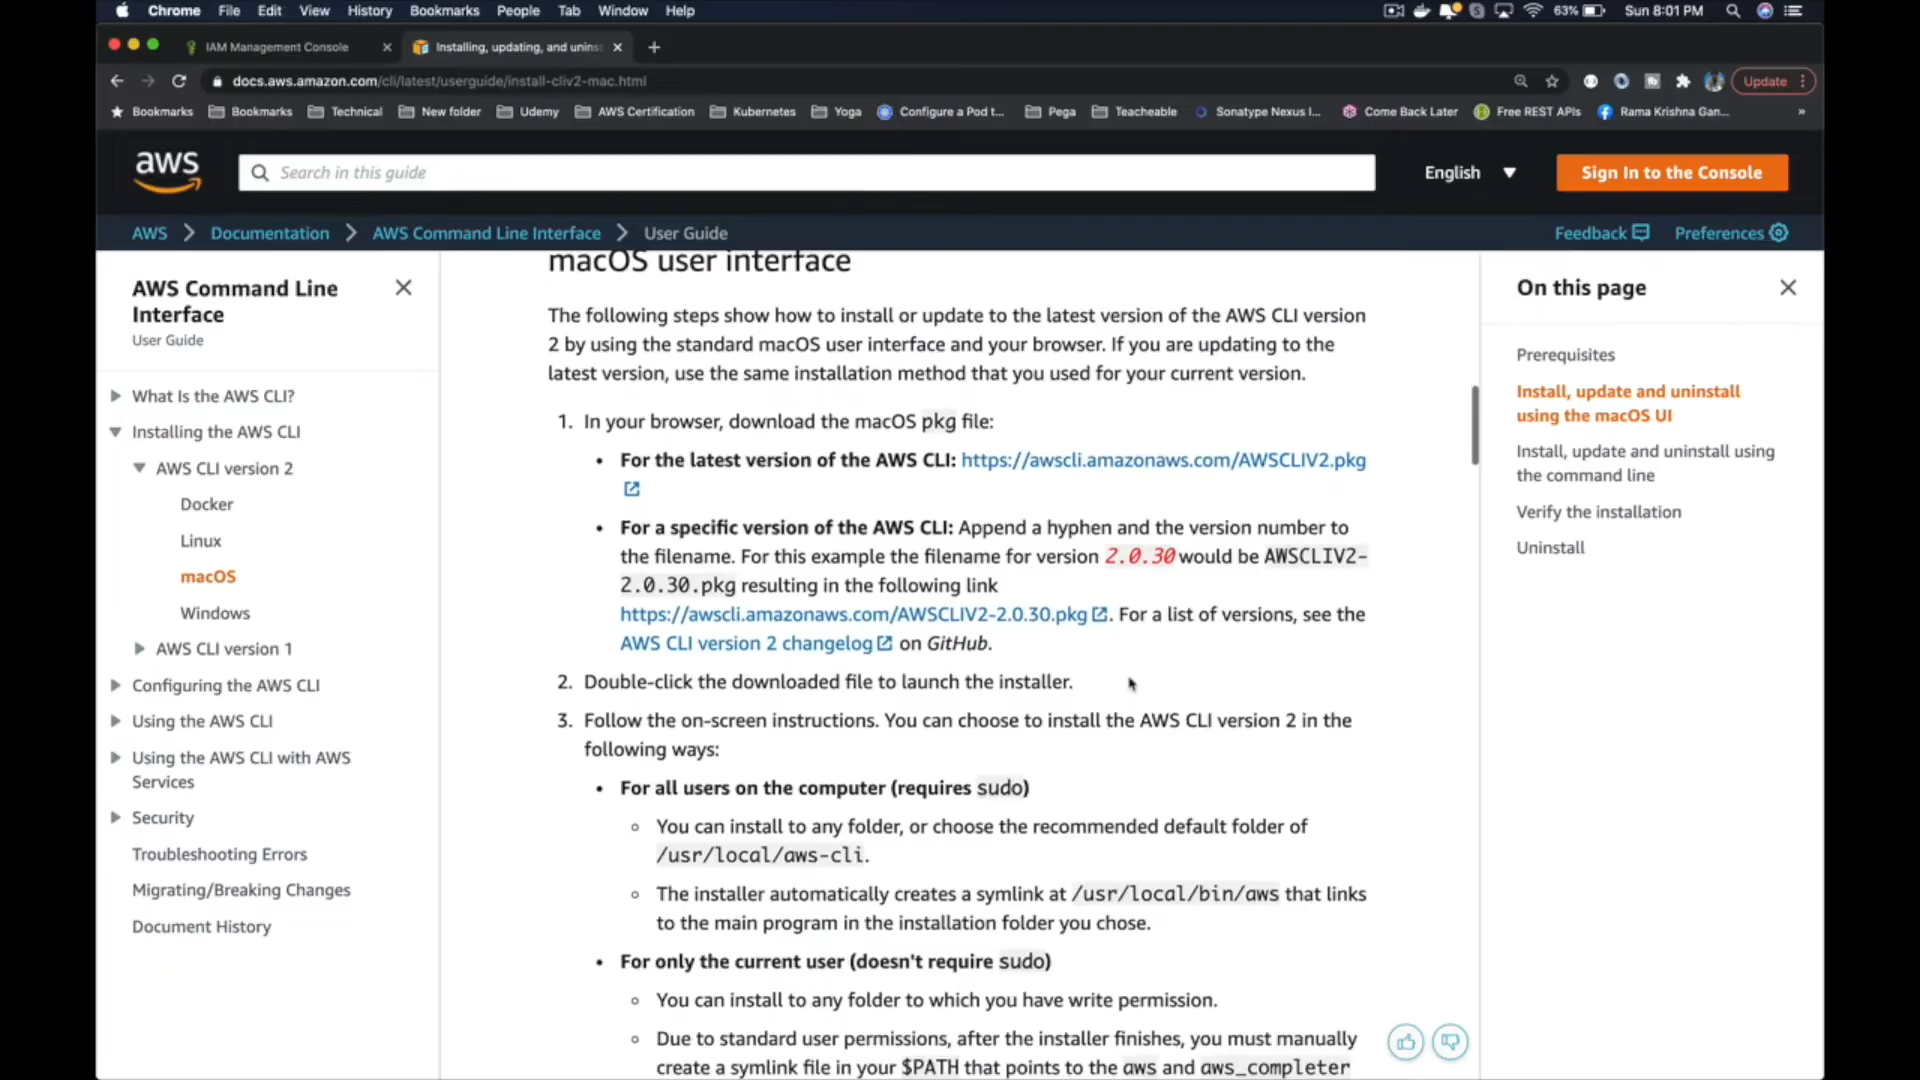 Chrome File Edit View History Bookmarks People Tab Window Help
63% Sun 8:01 PM
IAM Management Console
Installing, updating, and unins
docs.aws.amazon.com/cli/latest/userguide/install-cliv2-mac.html
Update
Bookmarks Bookmarks Technical New folder Udemy AWS Certification Kubernetes Yoga Configure a Pod t... Pega Teachable Sonatype Nexus I... Come Back Later Free REST APIs Rama Krishna Gan... »
aws
Search in this guide
English
Sign In to the Console
AWS > Documentation > AWS Command Line Interface > User Guide
Feedback
Preferences
AWS Command Line
Interface
User Guide
What Is the AWS CLI?
Installing the AWS CLI
AWS CLI version 2
Docker
Linux
macOS
Windows
AWS CLI version 1
Configuring the AWS CLI
Using the AWS CLI
Using the AWS CLI with AWS
Services
Security
Troubleshooting Errors
Migrating/Breaking Changes
Document History
macOS user interface
The following steps show how to install or update to the latest version of the AWS CLI version
2 by using the standard macOS user interface and your browser. If you are updating to the
latest version, use the same installation method that you used for your current version.
1. In your browser, download the macOS pkg file:
• For the latest version of the AWS CLI: https://awscli.amazonaws.com/AWSCLIV2.pkg
• For a specific version of the AWS CLI: Append a hyphen and the version number to
the filename. For this example the filename for version 2.0.30 would be AWSCLIV2-
2.0.30.pkg resulting in the following link
https://awscli.amazonaws.com/AWSCLIV2-2.0.30.pkg. For a list of versions, see the
AWS CLI version 2 changelog on GitHub.
2. Double-click the downloaded file to launch the installer.
3. Follow the on-screen instructions. You can choose to install the AWS CLI version 2 in the
following ways:
• For all users on the computer (requires sudo)
◦ You can install to any folder, or choose the recommended default folder of
/usr/local/aws-cli.
◦ The installer automatically creates a symlink at /usr/local/bin/aws that links
to the main program in the installation folder you chose.
• For only the current user (doesn't require sudo)
◦ You can install to any folder to which you have write permission.
◦ Due to standard user permissions, after the installer finishes, you must manually
create a symlink file in your $PATH that points to the aws and aws_completer
On this page
Prerequisites
Install, update and uninstall
using the macOS UI
Install, update and uninstall using
the command line
Verify the installation
Uninstall